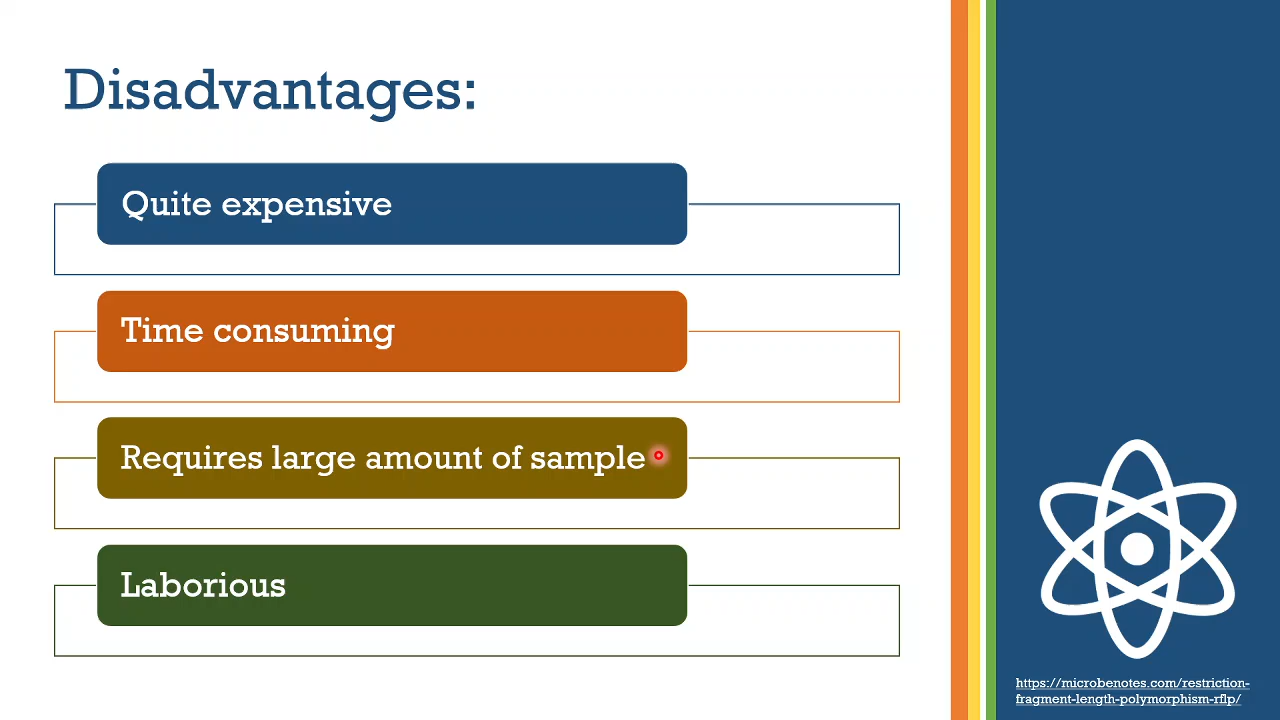 Disadvantages:
Quite expensive
Time consuming
Requires large amount of sample
Laborious
https://microbenotes.com/restriction-
fragment-length-polymorphism-rflp/